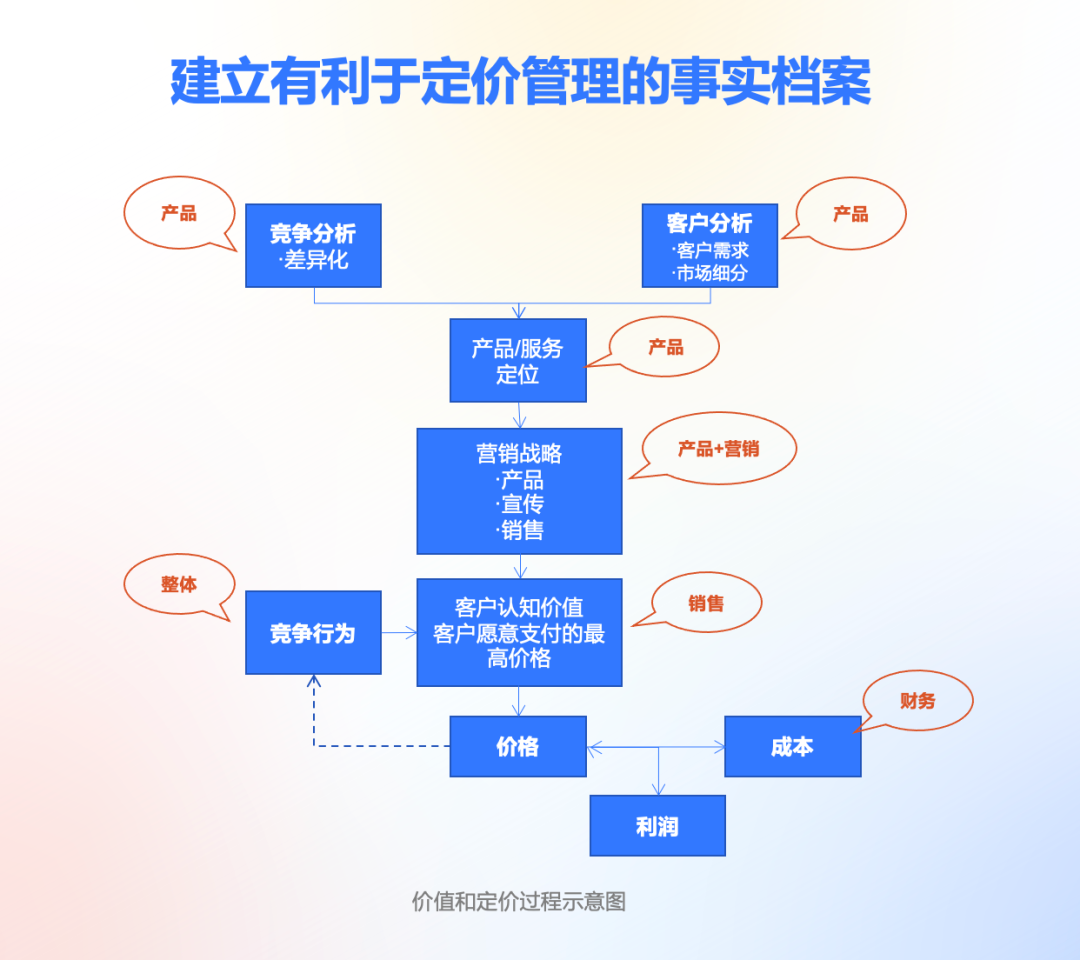 建立有利于定价管理的事实档案
产品
竞争分析
·差异化
客户分析
·客户需求
·市场细分
产品
产品/服务
定位
产品
营销战略
·产品
·宣传
·销售
产品+营销
整体
竞争行为
客户认知价值
客户愿意支付的最
高价格
销售
价格
成本
财务
利润
价值和定价过程示意图